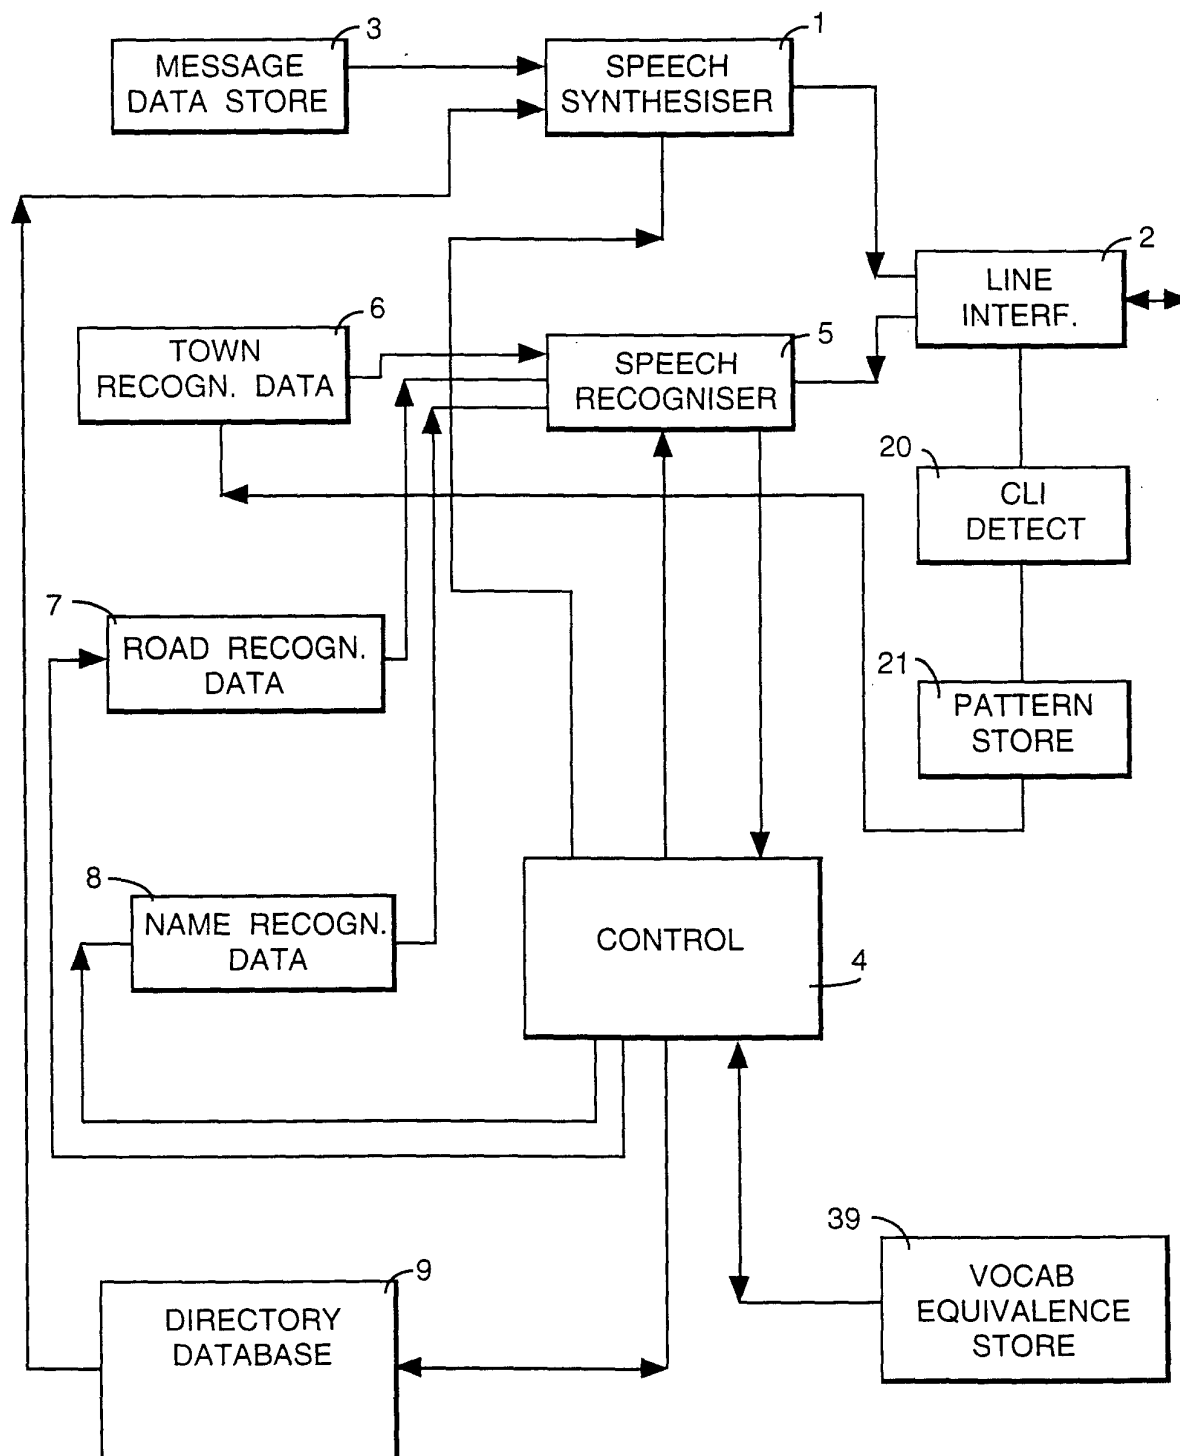 3
MESSAGE
DATA STORE
1
SPEECH
SYNTHESISER
2
LINE
INTERF.
6
TOWN
RECOGN. DATA
5
SPEECH
RECOGNISER
20
CLI
DETECT
7
ROAD RECOGN.
DATA
21
PATTERN
STORE
8
NAME RECOGN.
DATA
CONTROL
4
39
VOCAB
EQUIVALENCE
STORE
9
DIRECTORY
DATABASE